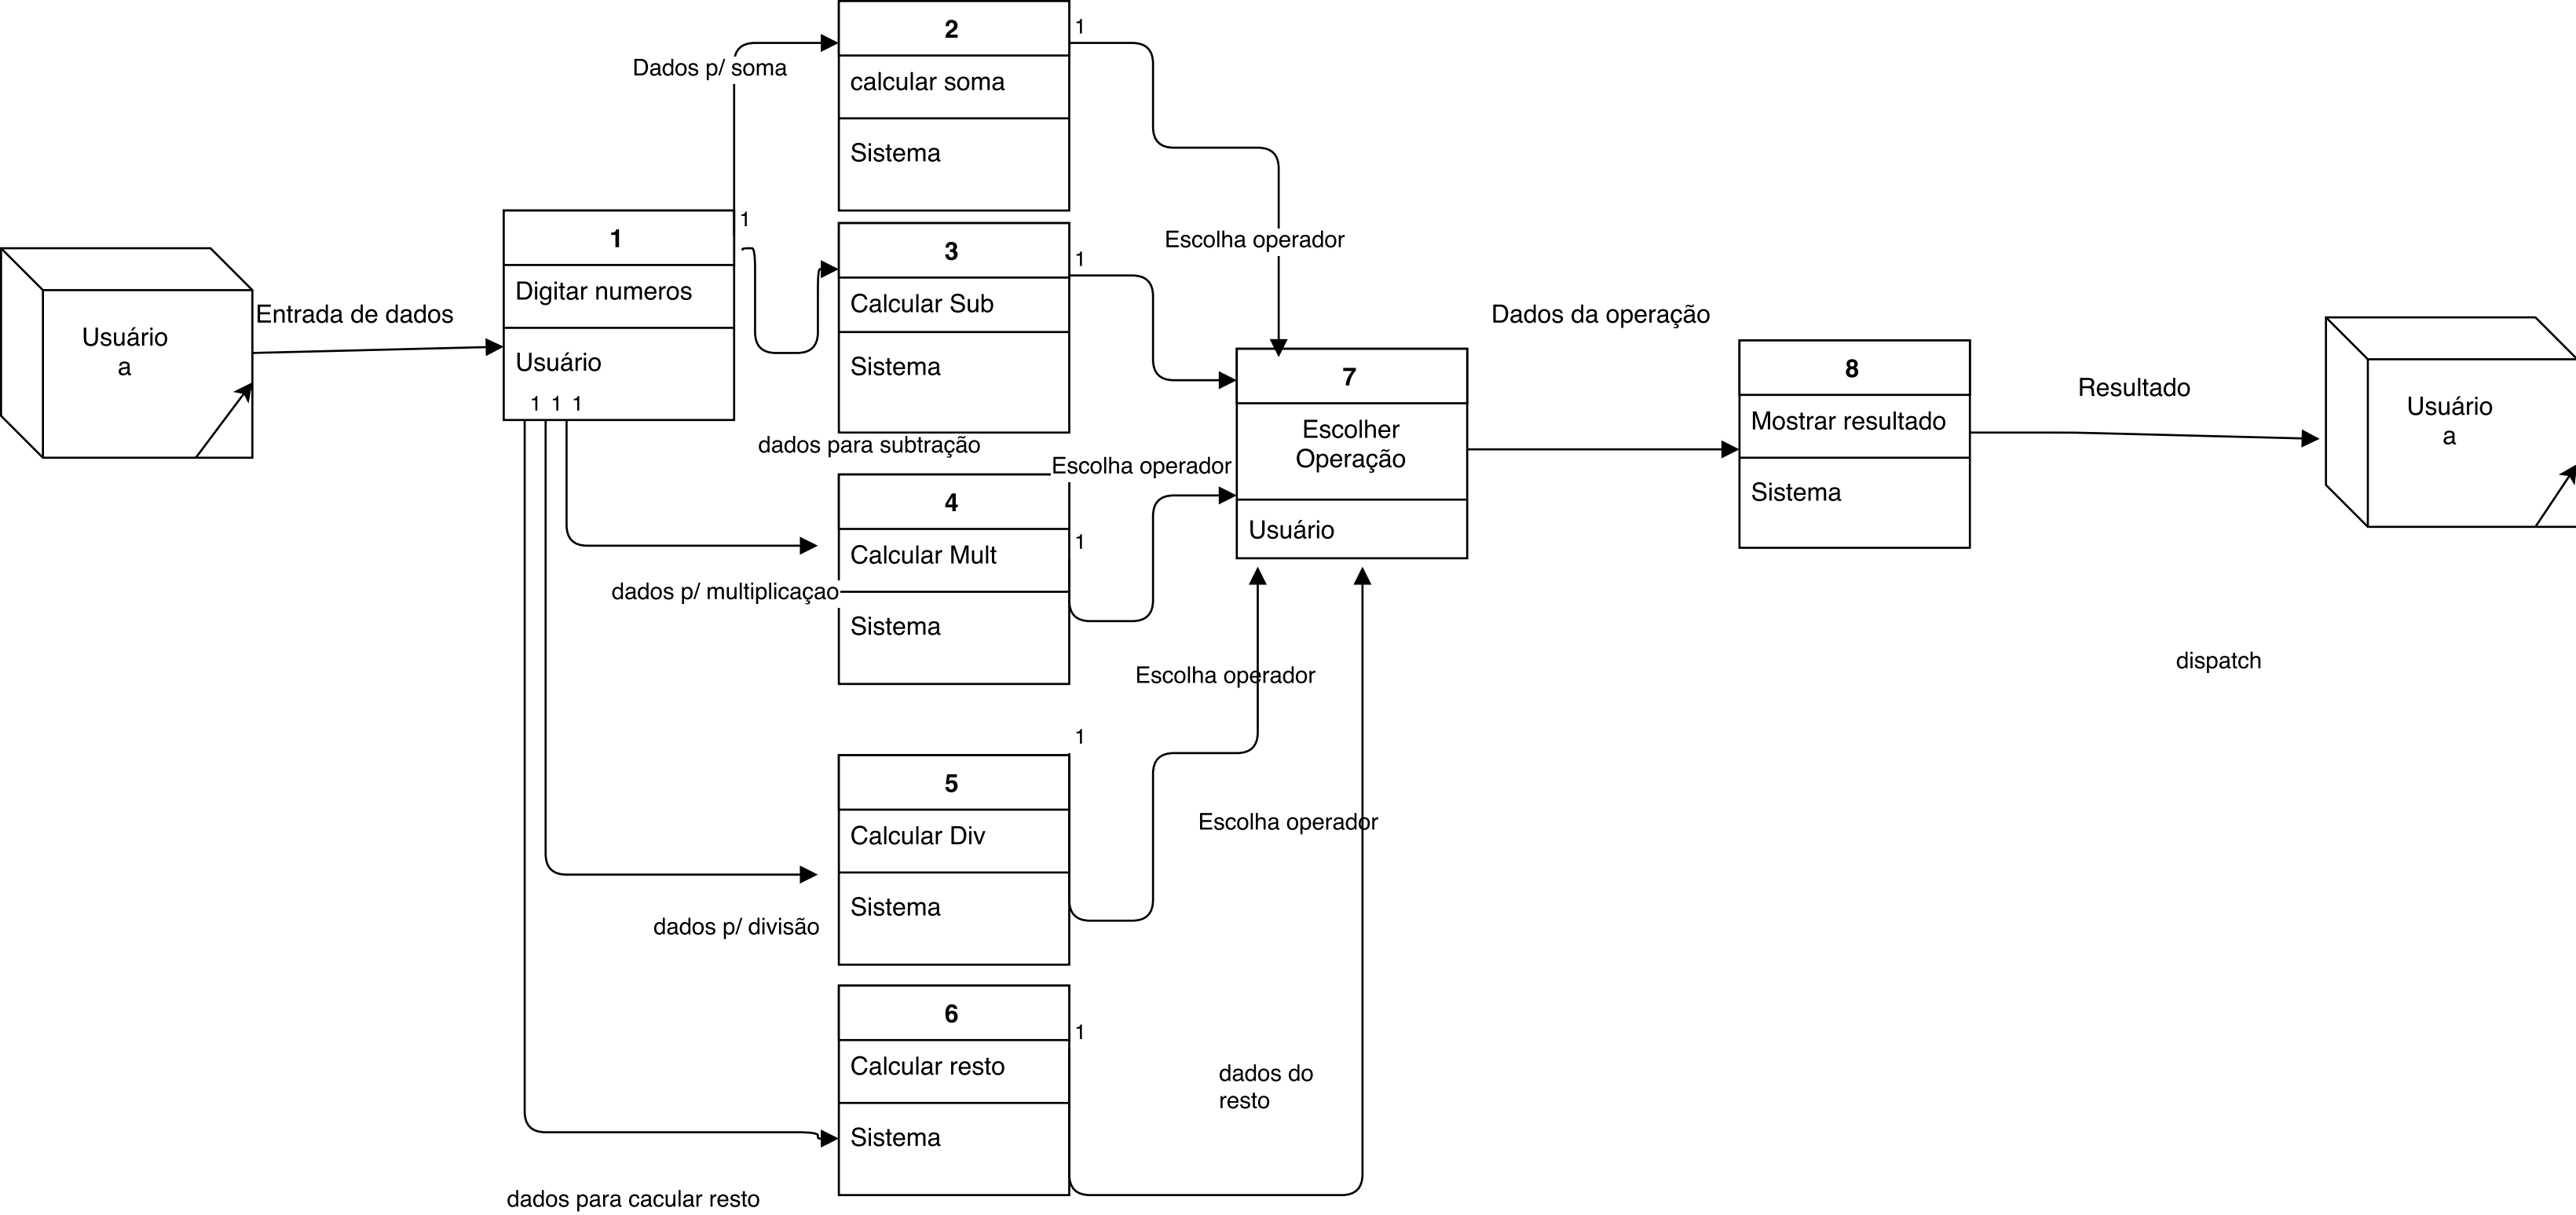 Usuário
a
Entrada de dados
1
Digitar numeros
Usuário
1 1 1
1
Dados p/ soma
2
calcular soma
Sistema
1
3
Calcular Sub
Sistema
1
dados para subtração
4
Calcular Mult
Sistema
1
dados p/ multiplicaçao
5
Calcular Div
Sistema
1
dados p/ divisão
6
Calcular resto
Sistema
1
dados para cacular resto
Escolha operador
Escolha operador
Escolha operador
Escolha operador
dados do
resto
7
Escolher
Operação
Usuário
Dados da operação
8
Mostrar resultado
Sistema
Resultado
Usuário
a
dispatch